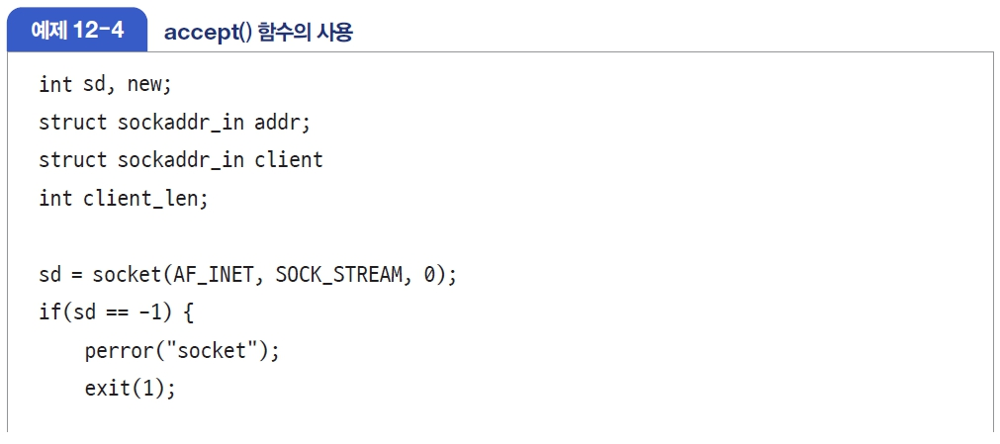 예제 12-4 accept() 함수의 사용
int sd, new;
struct sockaddr_in addr;
struct sockaddr_in client
int client_len;
sd = socket(AF_INET, SOCK_STREAM, 0);
if(sd == -1) {
perror("socket");
exit(1);